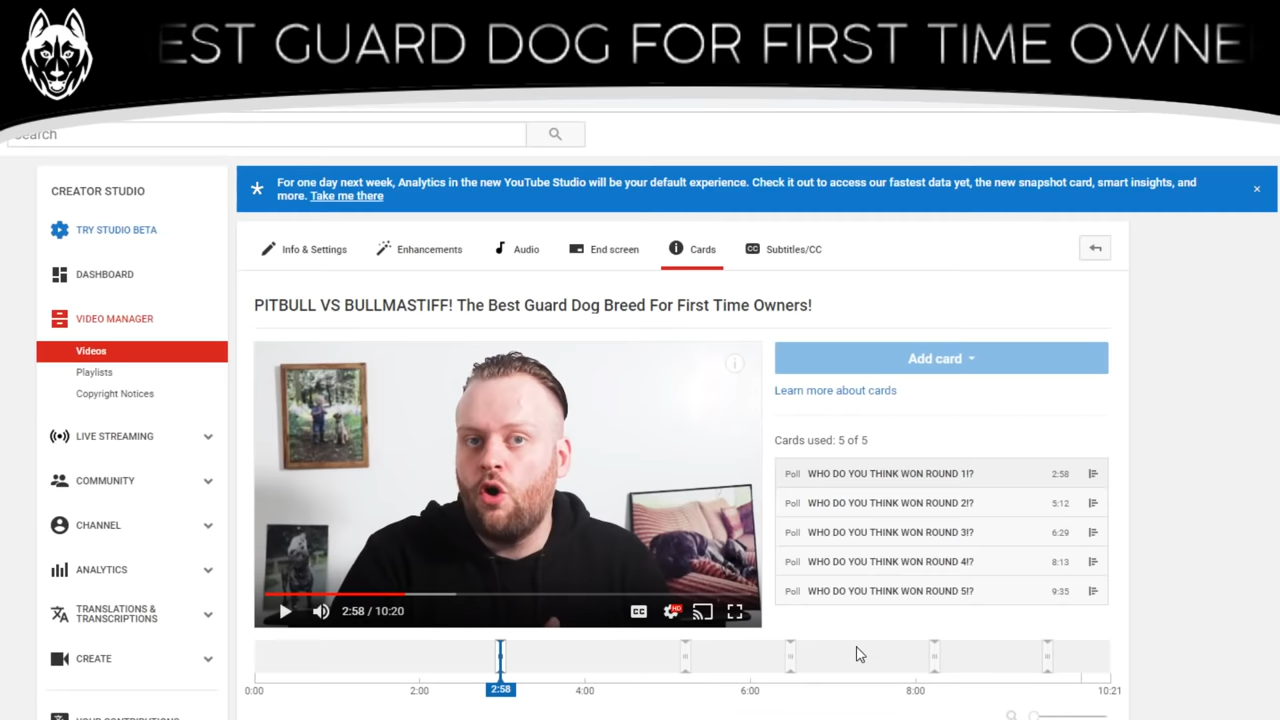 EST GUARD DOG FOR FIRST TIME OWNE
Search
CREATOR STUDIO
For one day next week, Analytics in the new YouTube Studio will be your default experience. Check it out to access our fastest data yet, the new snapshot card, smart insights, and
more. Take me there
TRY STUDIO BETA
DASHBOARD
VIDEO MANAGER
Videos
Playlists
Copyright Notices
LIVE STREAMING
COMMUNITY
CHANNEL
ANALYTICS
TRANSLATIONS &
TRANSCRIPTIONS
CREATE
YOUR CONTRIBUTIONS
Info & Settings
Enhancements
Audio
End screen
Cards
CC Subtitles/CC
PITBULL VS BULLMASTIFF! The Best Guard Dog Breed For First Time Owners!
2:58 / 10:20
CC
HD
Add card
Learn more about cards
Cards used: 5 of 5
Poll WHO DO YOU THINK WON ROUND 1!? 2:58
Poll WHO DO YOU THINK WON ROUND 2!? 5:12
Poll WHO DO YOU THINK WON ROUND 3!? 6:29
Poll WHO DO YOU THINK WON ROUND 4!? 8:13
Poll WHO DO YOU THINK WON ROUND 5!? 9:35
0:00 2:00 2:58 4:00 6:00 8:00 10:21